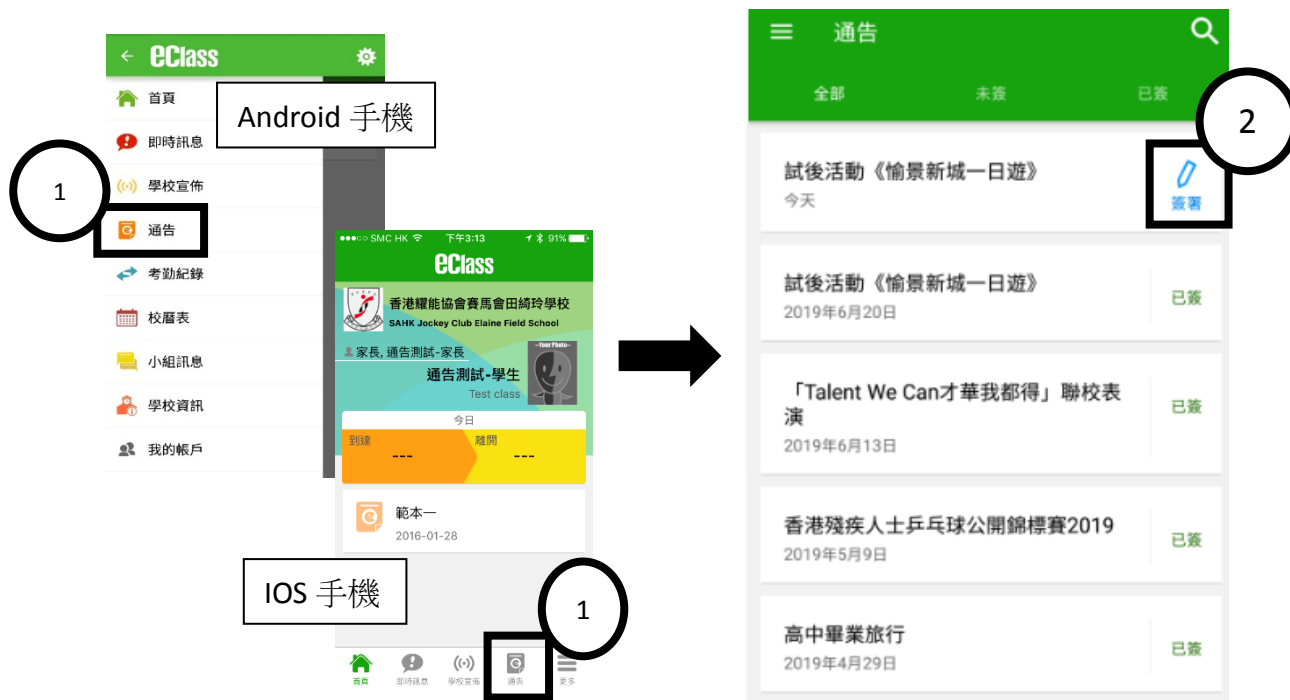 eClass
首頁
即時訊息
學校宣佈
通告
考勤紀錄
校曆表
小組訊息
學校資訊
我的帳戶
Android 手機
1
SMC HK 下午3:13 91%
eClass
香港耀能協會賽馬會田綺玲學校
SAHK Jockey Club Elaine Field School
家長, 通告測試-家長
通告測試-學生
Test class
~Your Photo~
今日
到達 離開
--- ---
範本一
2016-01-28
IOS 手機
1
首頁 即時訊息 學校宣佈 通告 更多
通告
全部 未簽 已簽
2
試後活動《愉景新城一日遊》
今天
簽署
試後活動《愉景新城一日遊》
2019年6月20日
已簽
「Talent We Can才華我都得」聯校表
演
2019年6月13日
已簽
香港殘疾人士乒乓球公開錦標賽2019
2019年5月9日
已簽
高中畢業旅行
2019年4月29日
已簽